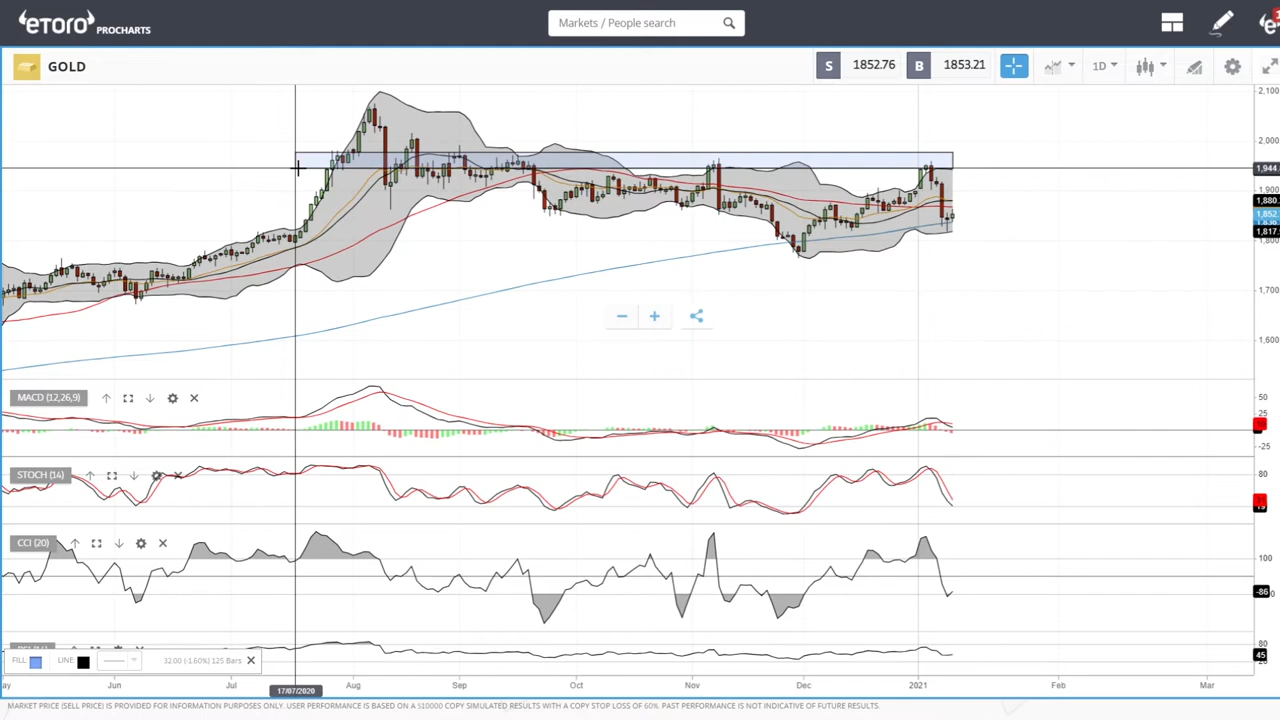 eToro PROCHARTS
Markets / People search
GOLD
S 1852.76 B 1853.21 1D
2,100
2,000
1,944.
1,900
1,880.
1,852.
1,817.
1,800
1,700
1,600
MACD (12,26,9)
50
25
-25
STOCH (14)
80
CCI (20)
100
-86
80
FILL: LINE: 32.00 (-1.60%) 125 Bars
45
20
ay Jun Jul 17/07/2020 Aug Sep Oct Nov Dec 2021 Feb Mar
MARKET PRICE (SELL PRICE) IS PROVIDED FOR INFORMATION PURPOSES ONLY. USER PERFORMANCE IS BASED ON A $10000 COPY SIMULATED RESULTS WITH A COPY STOP LOSS OF 60%. PAST PERFORMANCE IS NOT INDICATIVE OF FUTURE RESULTS.